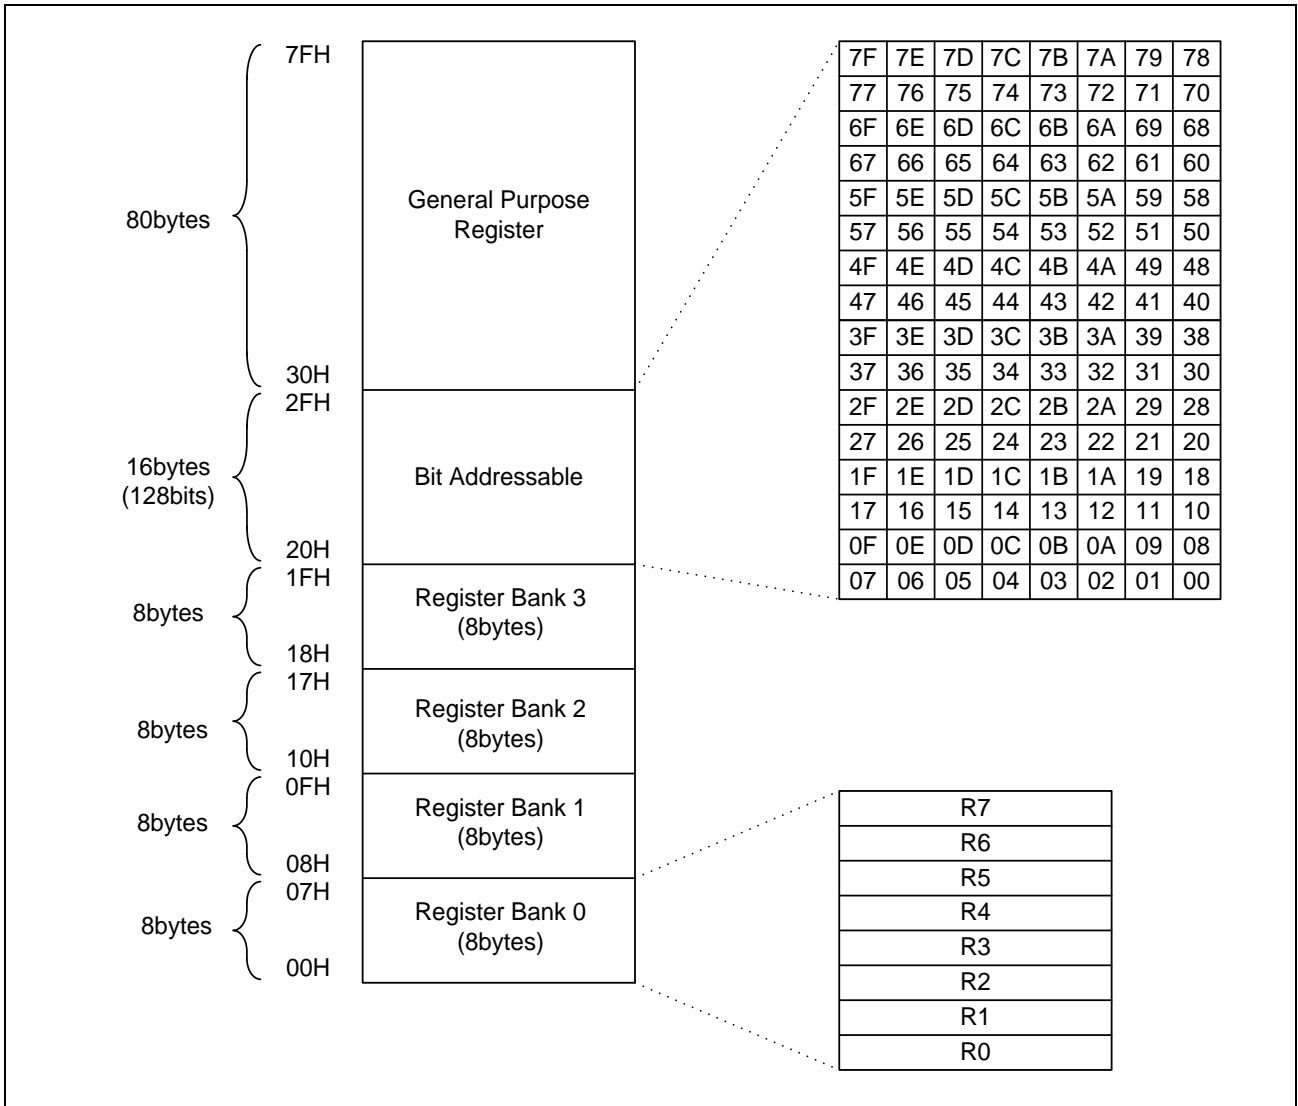 7FH
80bytes
30H
General Purpose
Register
2FH
16bytes
(128bits)
20H
Bit Addressable
1FH
8bytes
18H
Register Bank 3
(8bytes)
17H
8bytes
10H
Register Bank 2
(8bytes)
0FH
8bytes
08H
Register Bank 1
(8bytes)
07H
8bytes
00H
Register Bank 0
(8bytes)
7F 7E 7D 7C 7B 7A 79 78
77 76 75 74 73 72 71 70
6F 6E 6D 6C 6B 6A 69 68
67 66 65 64 63 62 61 60
5F 5E 5D 5C 5B 5A 59 58
57 56 55 54 53 52 51 50
4F 4E 4D 4C 4B 4A 49 48
47 46 45 44 43 42 41 40
3F 3E 3D 3C 3B 3A 39 38
37 36 35 34 33 32 31 30
2F 2E 2D 2C 2B 2A 29 28
27 26 25 24 23 22 21 20
1F 1E 1D 1C 1B 1A 19 18
17 16 15 14 13 12 11 10
0F 0E 0D 0C 0B 0A 09 08
07 06 05 04 03 02 01 00
R7
R6
R5
R4
R3
R2
R1
R0